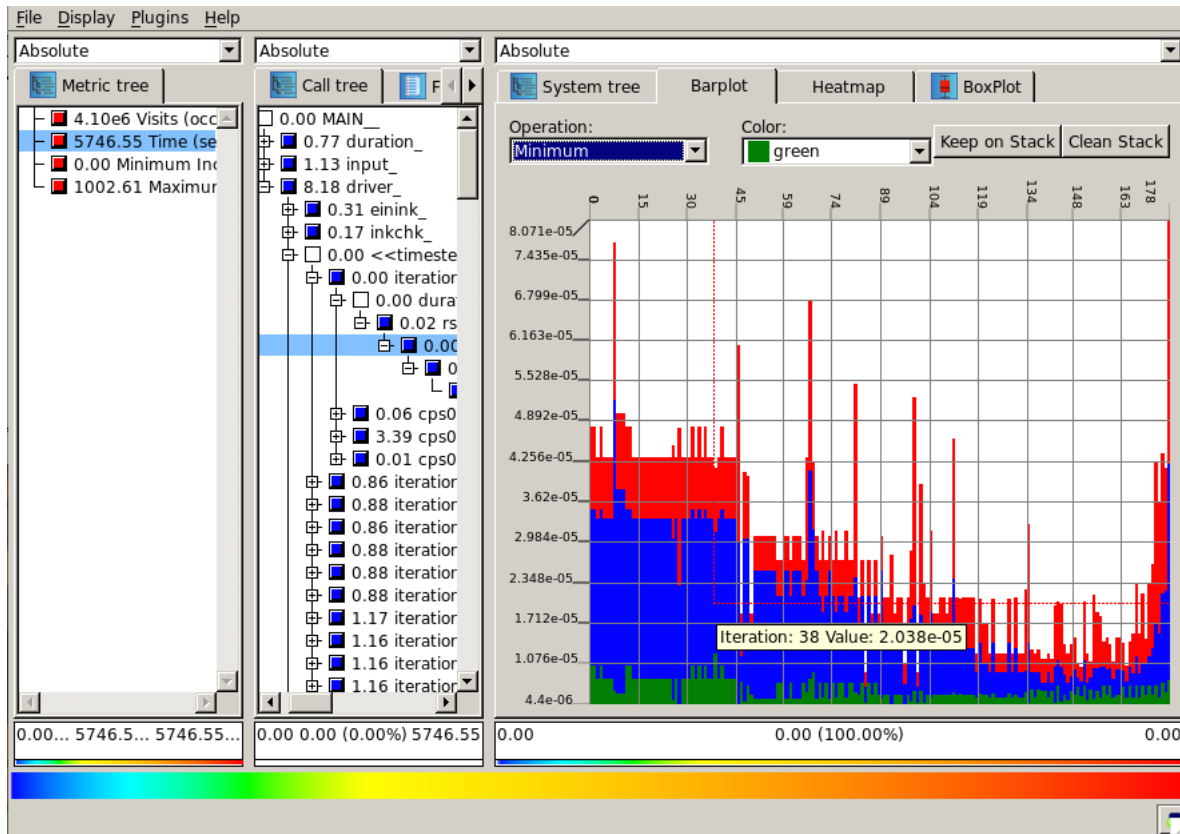 File Display Plugins Help
Absolute
Absolute
Absolute
Metric tree
Call tree
F
System tree
Barplot
Heatmap
BoxPlot
4.10e6 Visits (occ
5746.55 Time (se
0.00 Minimum Inc
1002.61 Maximur
0.00 MAIN__
0.77 duration_
1.13 input_
8.18 driver_
0.31 einink_
0.17 inkchk_
0.00 <<timeste
0.00 iteration
0.00 dura
0.02 rs
0.00
0
0.06 cps0
3.39 cps0
0.01 cps0
0.86 iteration
0.88 iteration
0.86 iteration
0.88 iteration
0.88 iteration
0.88 iteration
1.17 iteration
1.16 iteration
1.16 iteration
1.16 iteration
Operation:
Minimum
Color:
green
Keep on Stack
Clean Stack
0 15 30 45 59 74 89 104 119 134 148 163 178
8.071e-05
7.435e-05
6.799e-05
6.163e-05
5.528e-05
4.892e-05
4.256e-05
3.62e-05
2.984e-05
2.348e-05
1.712e-05
1.076e-05
4.4e-06
Iteration: 38 Value: 2.038e-05
0.00... 5746.5... 5746.55...
0.00 0.00 (0.00%) 5746.55
0.00 0.00 (100.00%) 0.00